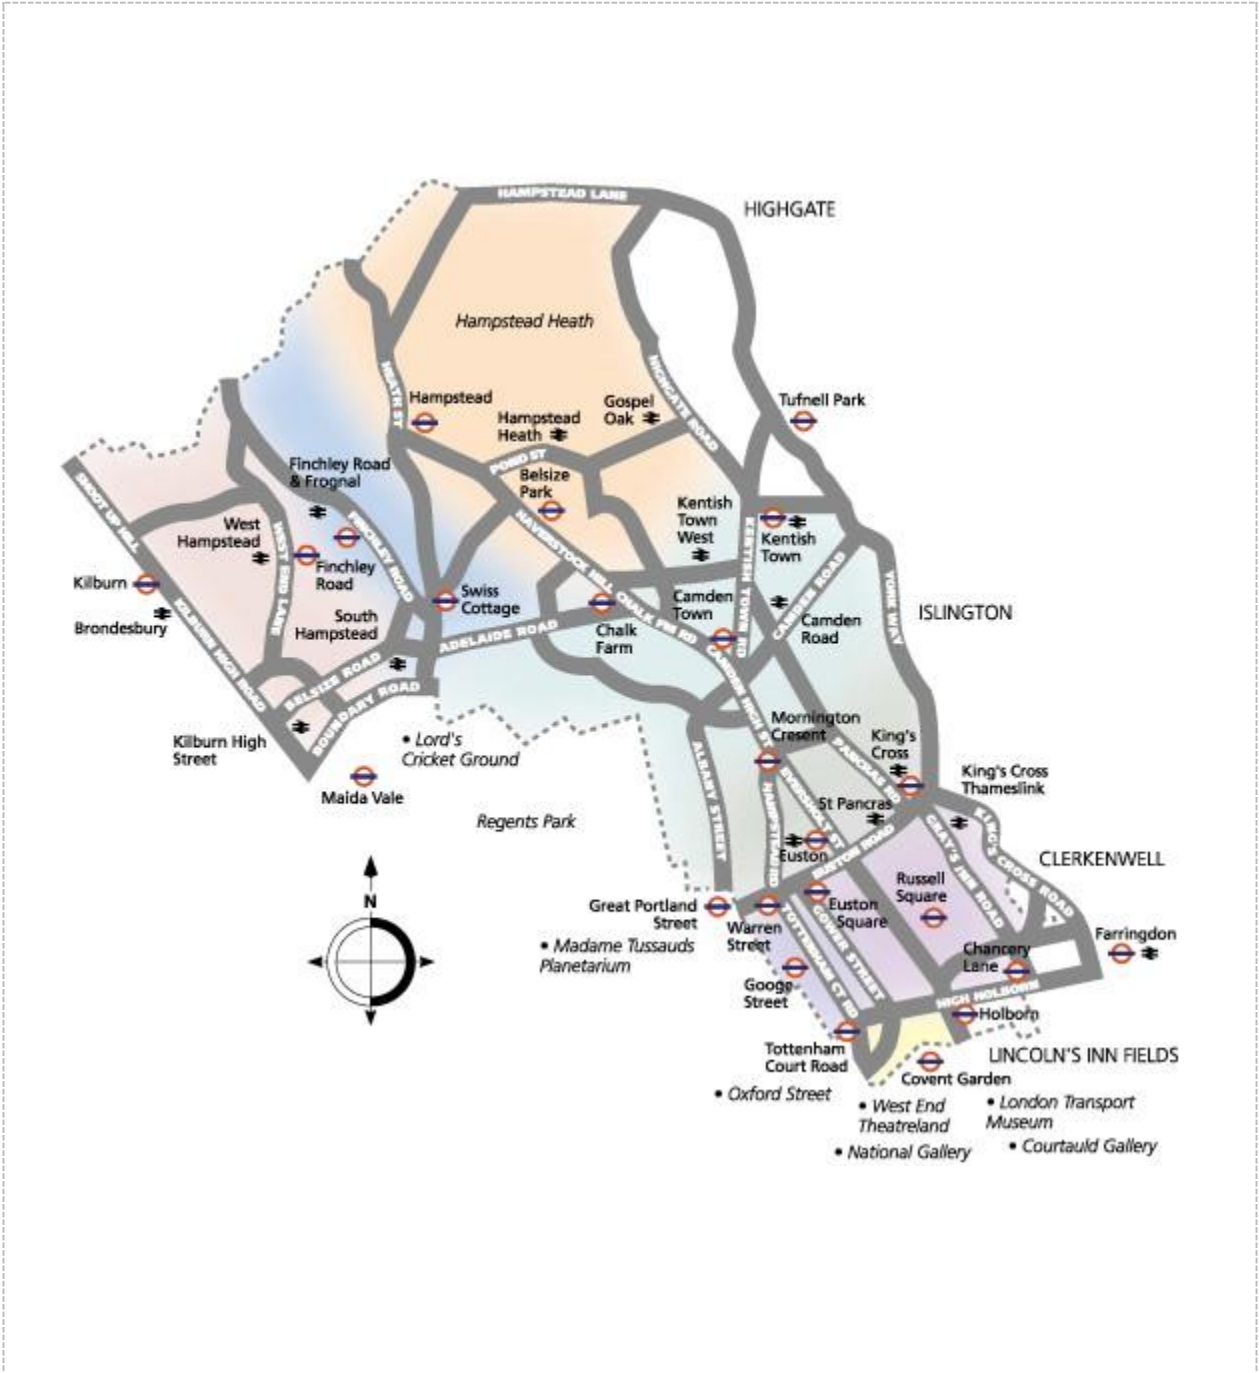 HAMPSTEAD LANE
HIGHGATE
Hampstead Heath
HEATH ST
HIGHGATE ROAD
Hampstead
Gospel
Oak
Tufnell Park
Hampstead
Heath
POND ST
Finchley Road
& Frognal
Belsize
Park
SHOOT UP HILL
West
Hampstead
WEST END LANE
FINCHLEY ROAD
HAVERSTOCK HILL
Kentish
Town
West
KENTISH TOWN RD
Kentish
Town
Kilburn
Finchley
Road
Swiss
Cottage
CHALK FM RD
Camden
Town
CAMDEN ROAD
YORK WAY
ISLINGTON
Brondesbury
KILBURN HIGH ROAD
South
Hampstead
ADELAIDE ROAD
Chalk
Farm
Camden
Road
BELSIZE ROAD
BOUNDARY ROAD
CAMDEN HIGH ST
Mornington
Cresent
PANCRAS RD
King's
Cross
Kilburn High
Street
• Lord's
Cricket Ground
ALBANY STREET
King's Cross
Thameslink
Maida Vale
HAMPSTEAD
EVERSHOLT ST
St Pancras
Regents Park
Euston
EUSTON ROAD
GRAY'S INN ROAD
KING'S CROSS ROAD
CLERKENWELL
N
Russell
Square
Great Portland
Street
Warren
Street
Euston
Square
• Madame Tussauds
Planetarium
TOTTENHAM CT RD
GOWER STREET
Chancery
Lane
Farringdon
Googe
Street
HIGH HOLBORN
Holborn
Tottenham
Court Road
LINCOLN'S INN FIELDS
Covent Garden
• Oxford Street
• West End
Theatreland
• London Transport
Museum
• National Gallery
• Courtauld Gallery